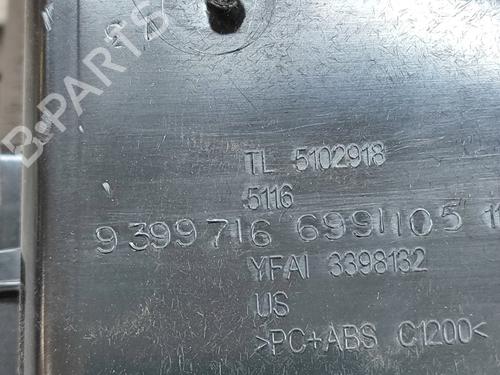 B-PARTS
TL 5102918
5116
9 399 716 6991105
YFAI 3398132
US
>PC+ABS C1200<